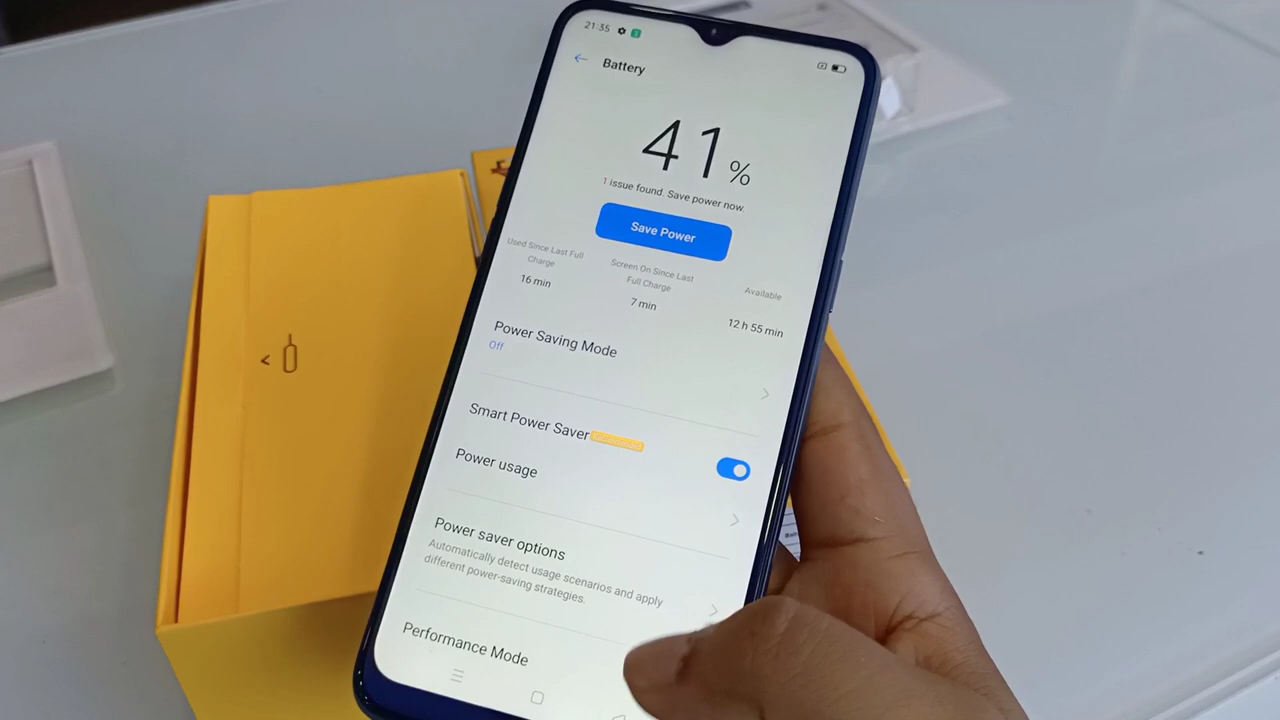 21:35
Battery
41%
1 issue found. Save power now.
Save Power
Used Since Last Full
Charge
16 min
Screen On Since Last
Full Charge
7 min
Available
12 h 55 min
Power Saving Mode
Off
Smart Power Saver
Power usage
Power saver options
Automatically detect usage scenarios and apply
different power-saving strategies.
Performance Mode